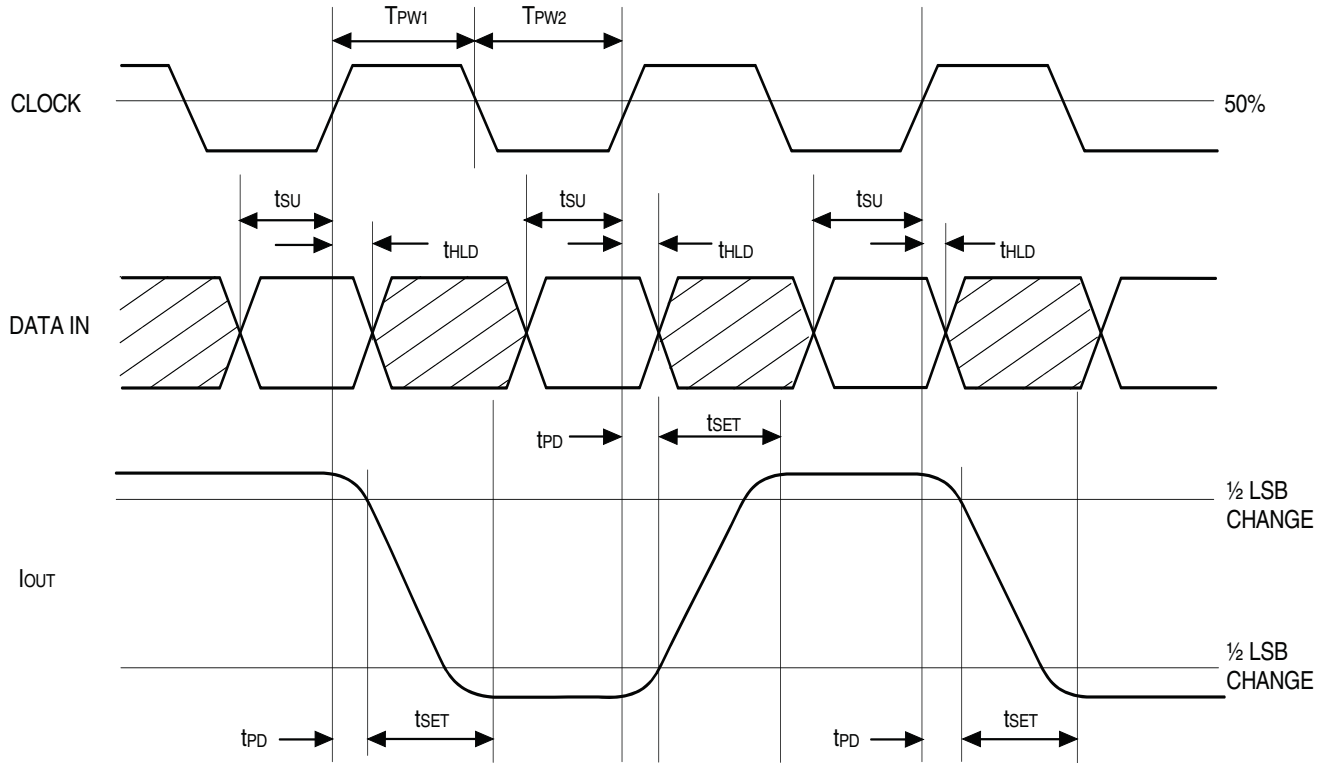 TPW1 TPW2
CLOCK 50%
tSU tSU tSU
tHLD tHLD tHLD
DATA IN
tPD tSET
½ LSB
CHANGE
IOUT
½ LSB
CHANGE
tPD tSET tPD tSET